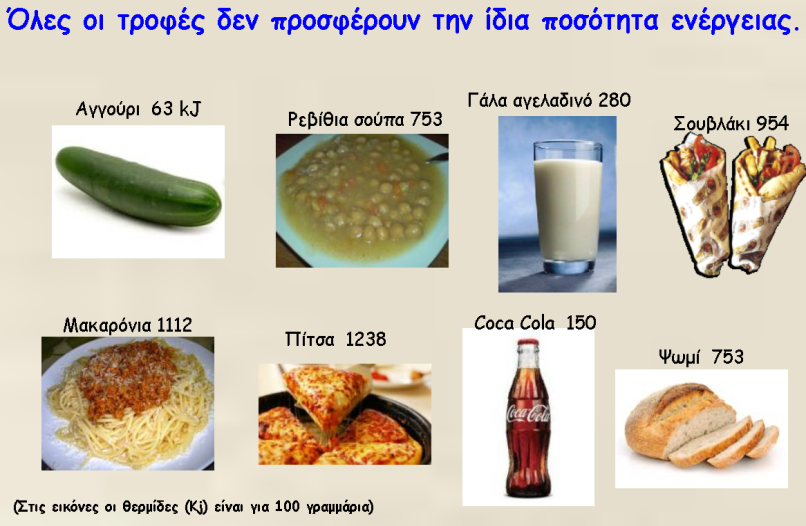 Όλες οι τροφές δεν προσφέρουν την ίδια ποσότητα ενέργειας.
Αγγούρι 63 kJ
Ρεβίθια σούπα 753
Γάλα αγελαδινό 280
Σουβλάκι 954
Μακαρόνια 1112
Πίτσα 1238
Coca Cola 150
Ψωμί 753
Coca-Cola
(Στις εικόνες οι θερμίδες (Kj) είναι για 100 γραμμάρια)